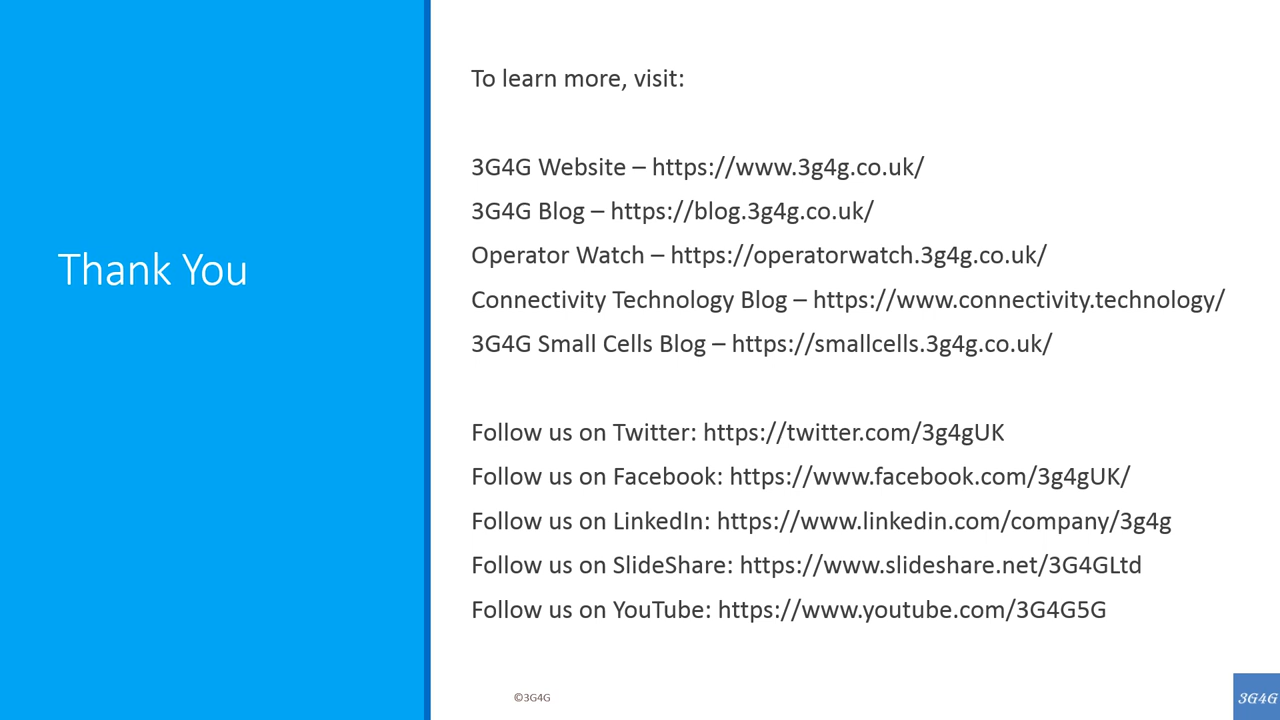 Thank You
To learn more, visit:
3G4G Website – https://www.3g4g.co.uk/
3G4G Blog – https://blog.3g4g.co.uk/
Operator Watch – https://operatorwatch.3g4g.co.uk/
Connectivity Technology Blog – https://www.connectivity.technology/
3G4G Small Cells Blog – https://smallcells.3g4g.co.uk/
Follow us on Twitter: https://twitter.com/3g4gUK
Follow us on Facebook: https://www.facebook.com/3g4gUK/
Follow us on LinkedIn: https://www.linkedin.com/company/3g4g
Follow us on SlideShare: https://www.slideshare.net/3G4GLtd
Follow us on YouTube: https://www.youtube.com/3G4G5G
©3G4G
3G4G